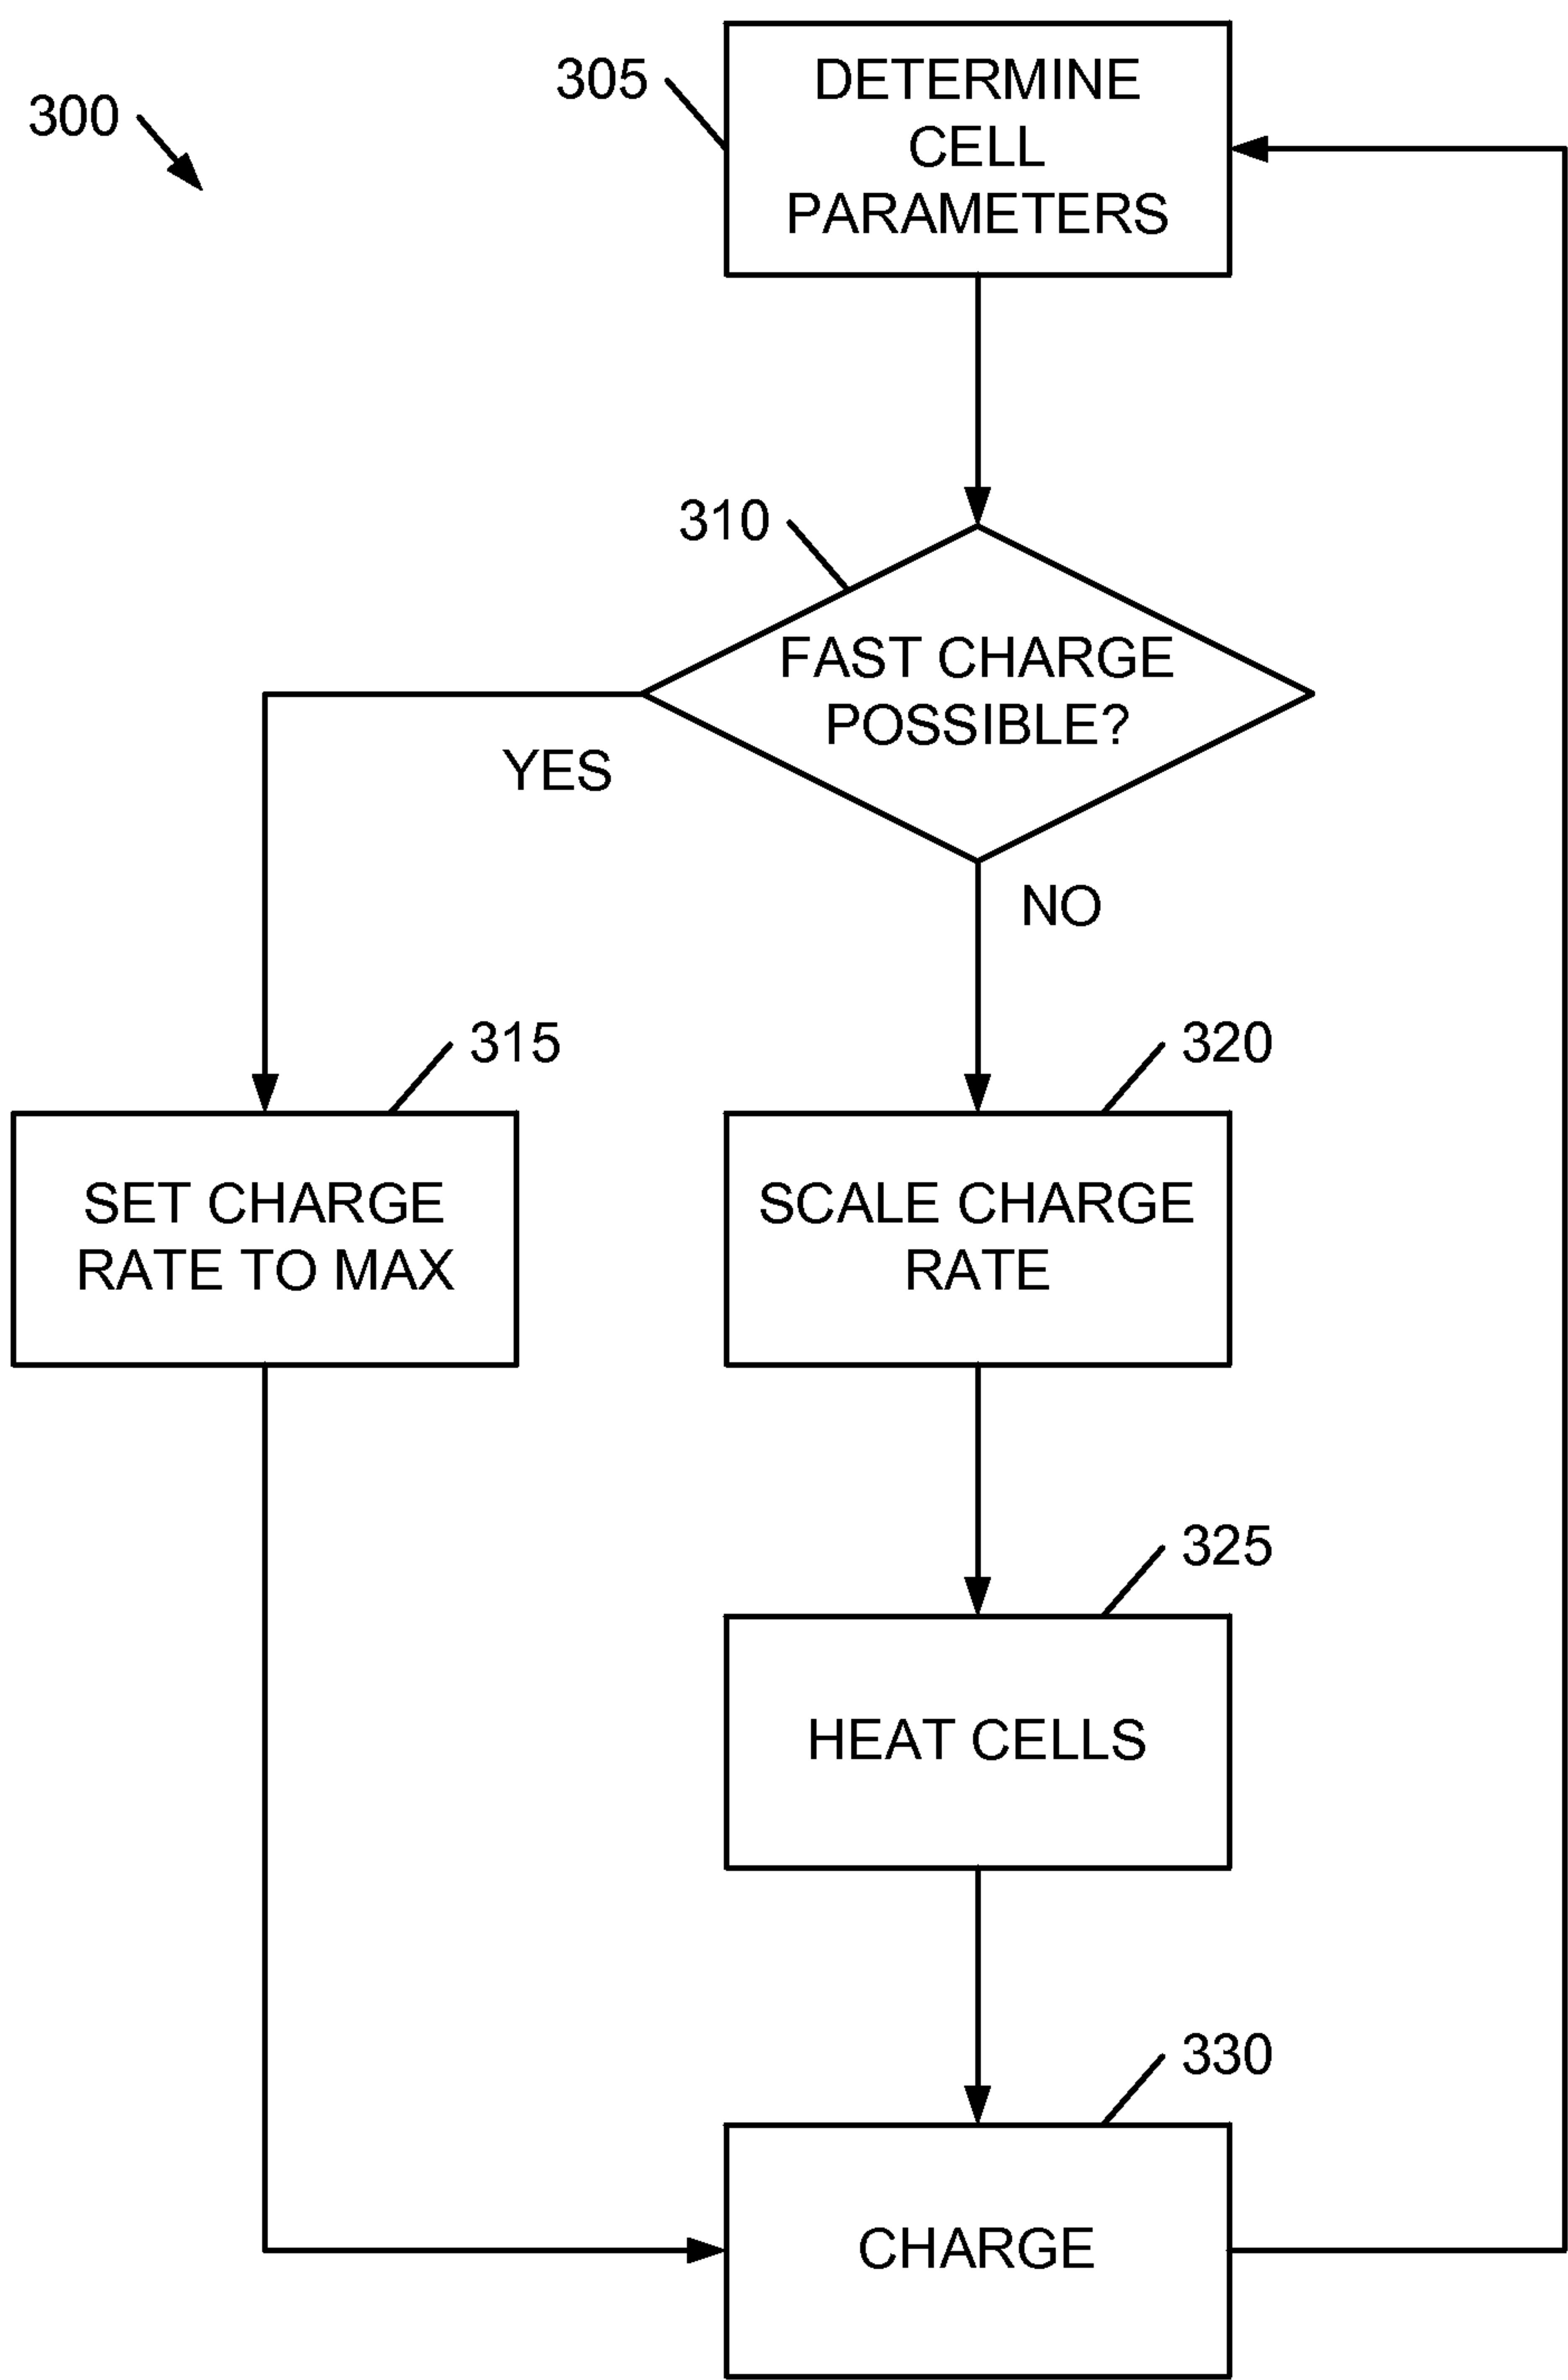 300
305
DETERMINE
CELL
PARAMETERS
310
FAST CHARGE
POSSIBLE?
YES
NO
315
SET CHARGE
RATE TO MAX
320
SCALE CHARGE
RATE
325
HEAT CELLS
330
CHARGE